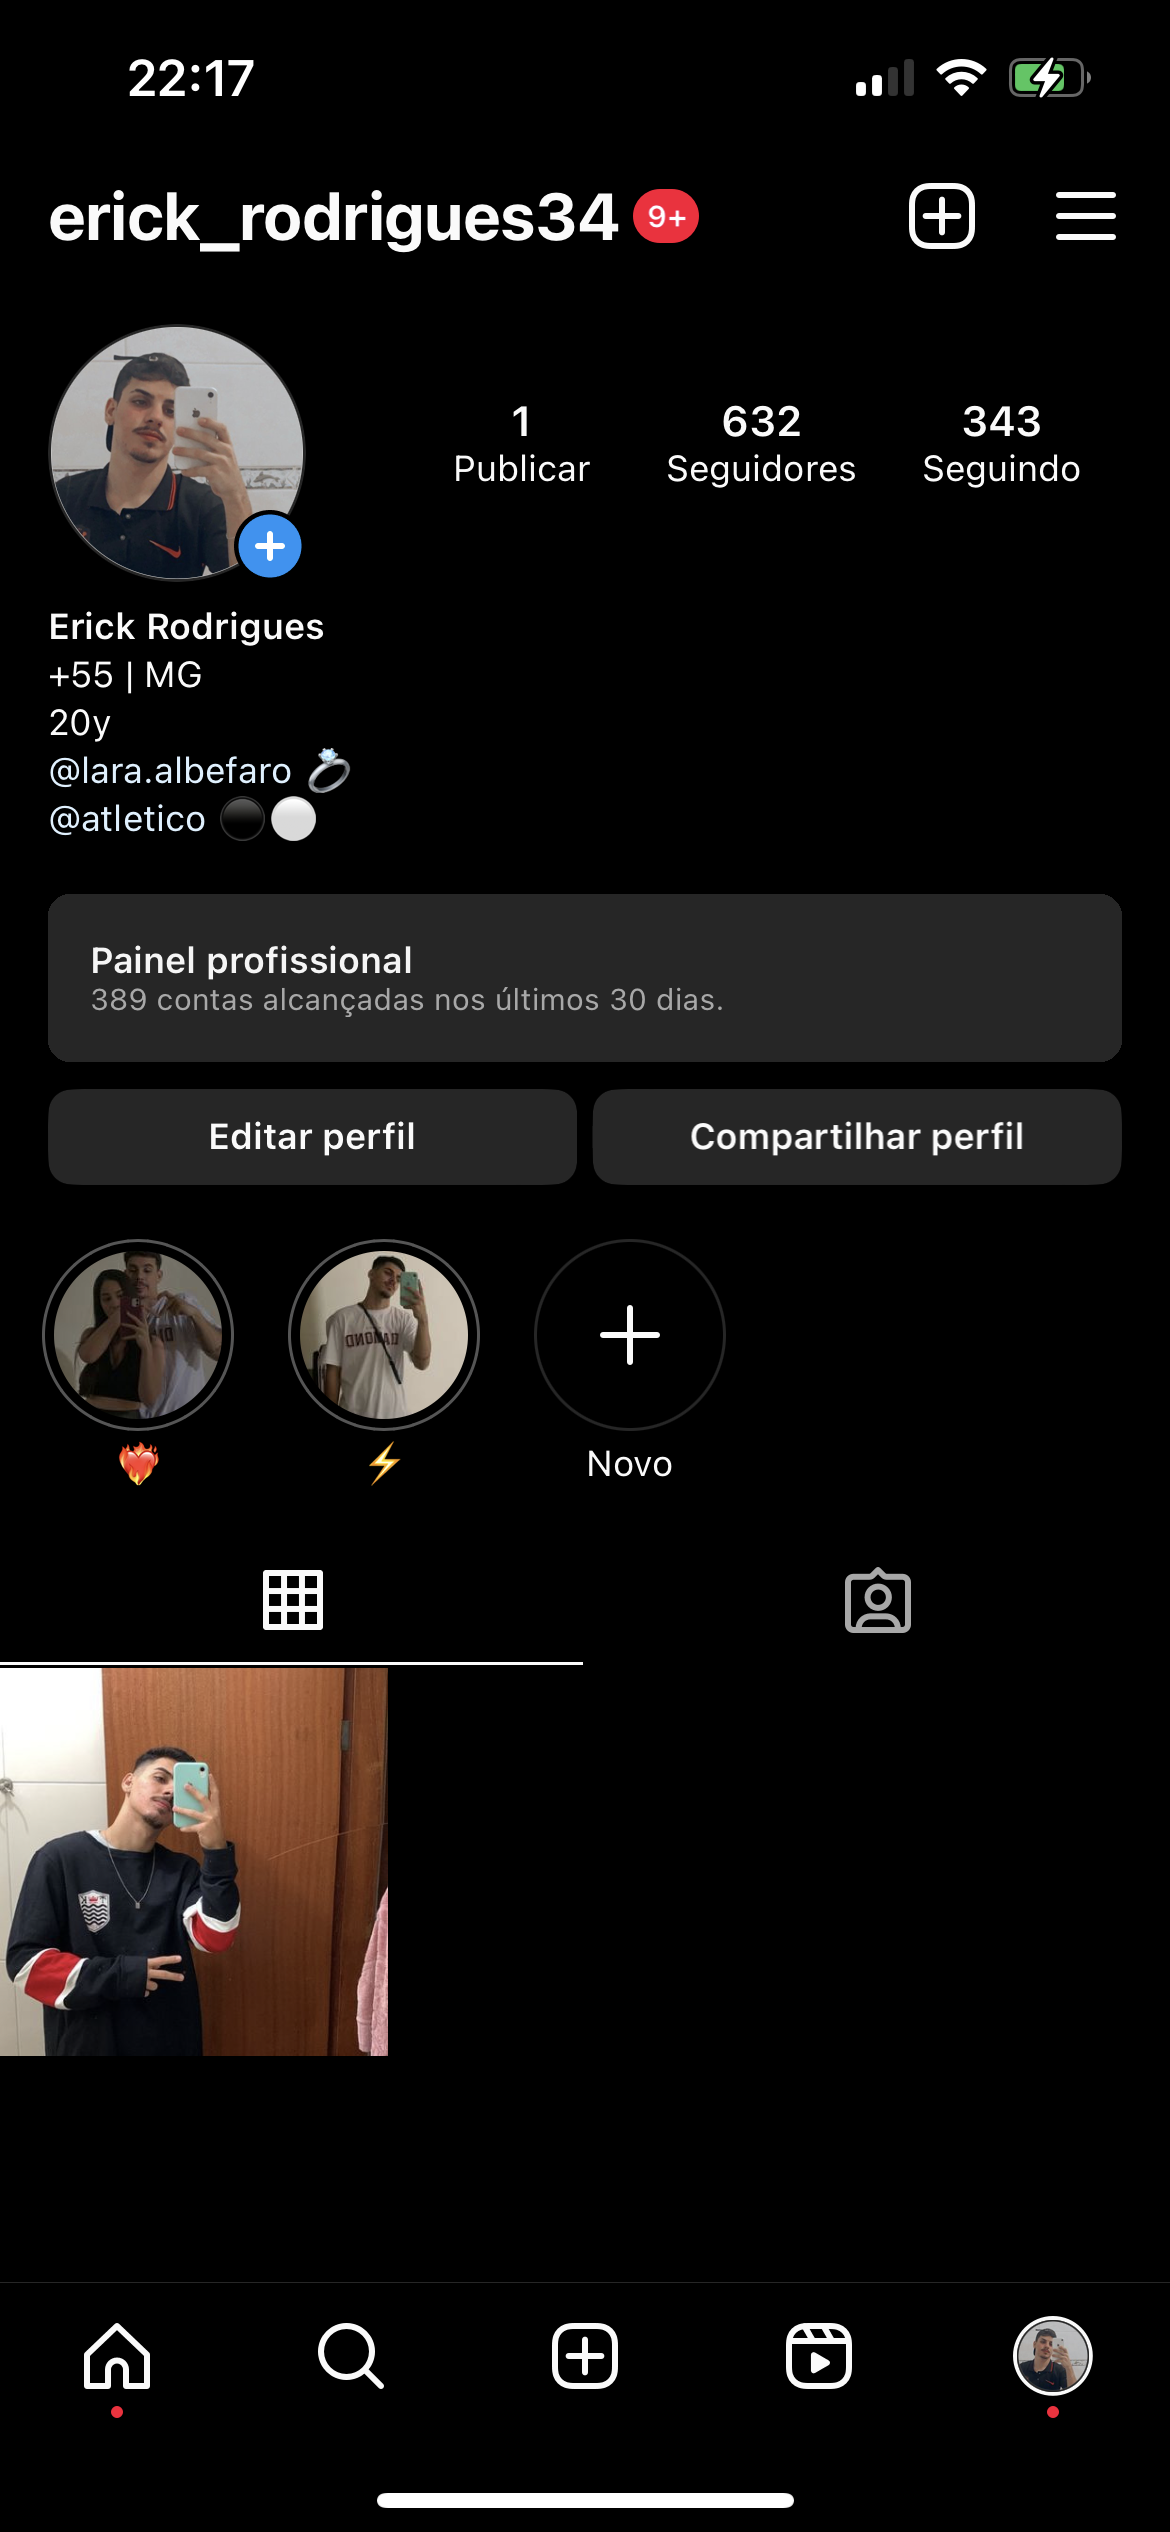 22:17
erick_rodrigues34 9+
1 632 343
Publicar Seguidores Seguindo
Erick Rodrigues
+55 | MG
20y
@lara.albefaro 💍
@atletico ⚫⚪
Painel profissional
389 contas alcançadas nos últimos 30 dias.
Editar perfil Compartilhar perfil
❤️‍🔥 ⚡ Novo